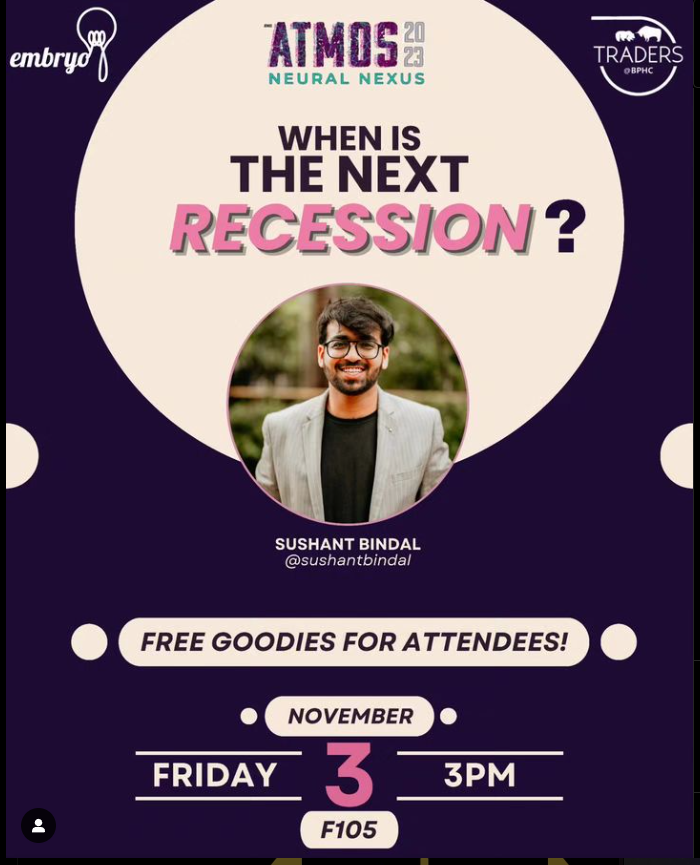 embryo
ATMOS 2023
NEURAL NEXUS
TRADERS
@BPHC
WHEN IS
THE NEXT
RECESSION ?
SUSHANT BINDAL
@sushantbindal
FREE GOODIES FOR ATTENDEES!
NOVEMBER
FRIDAY 3 3PM
F105